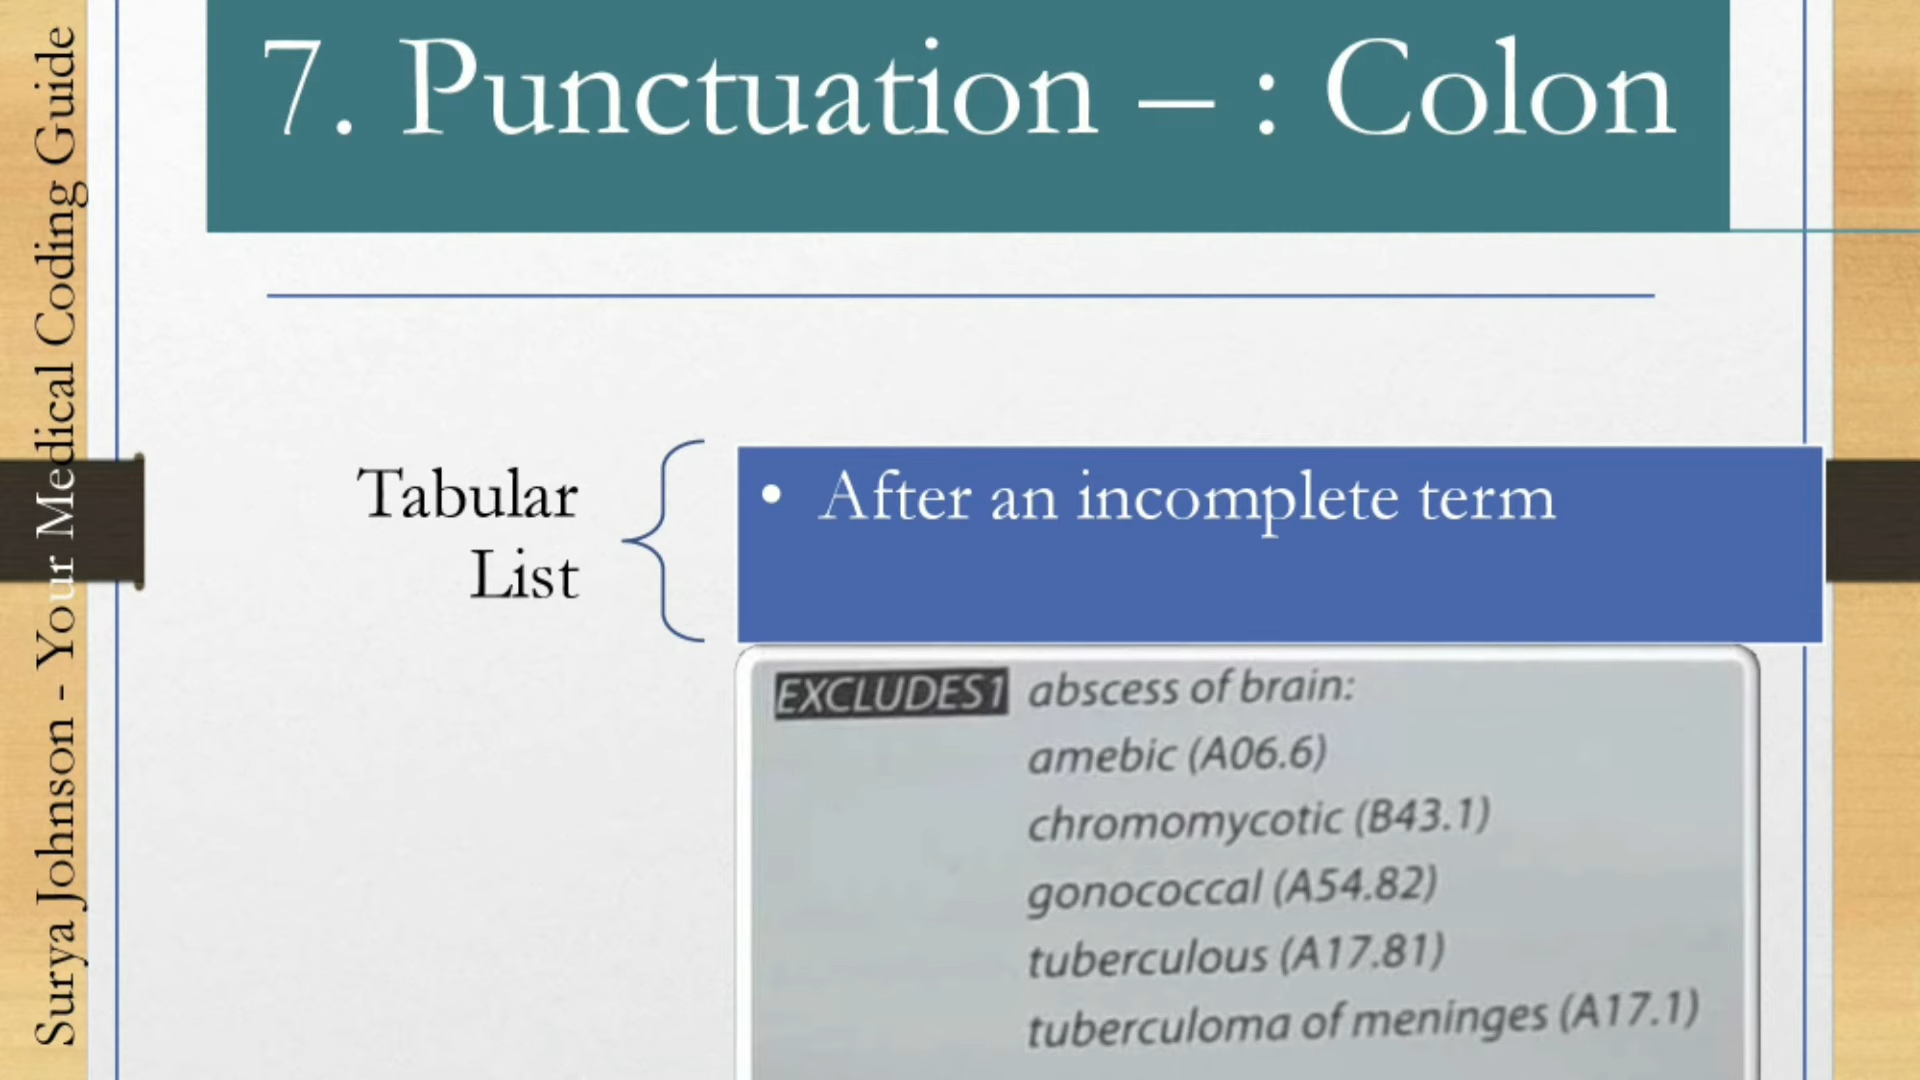 7. Punctuation – : Colon
Surya Johnson - Your Medical Coding Guide
Tabular
List
• After an incomplete term
EXCLUDES1 abscess of brain:
amebic (A06.6)
chromomycotic (B43.1)
gonococcal (A54.82)
tuberculous (A17.81)
tuberculoma of meninges (A17.1)